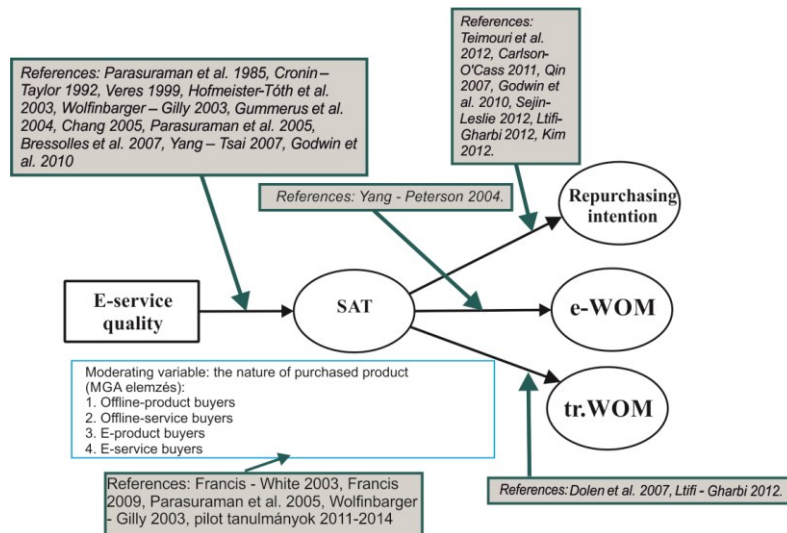 References: Parasuraman et al. 1985, Cronin –
Taylor 1992, Veres 1999, Hofmeister-Tóth et al.
2003, Wolfinbarger – Gilly 2003, Gummerus et al.
2004, Chang 2005, Parasuraman et al. 2005,
Bressolles et al. 2007, Yang – Tsai 2007, Godwin
et al. 2010
References:
Teimouri et al.
2012, Carlson-
O'Cass 2011, Qin
2007, Godwin et
al. 2010, Sejin-
Leslie 2012, Ltifi-
Gharbi 2012, Kim
2012.
References: Yang - Peterson 2004.
Repurchasing
intention
E-service
quality
SAT
e-WOM
tr.WOM
Moderating variable: the nature of purchased product
(MGA elemzés):
1. Offline-product buyers
2. Offline-service buyers
3. E-product buyers
4. E-service buyers
References: Francis - White 2003, Francis
2009, Parasuraman et al. 2005, Wolfinbarger
- Gilly 2003, pilot tanulmányok 2011-2014
References: Dolen et al. 2007, Ltifi - Gharbi 2012.